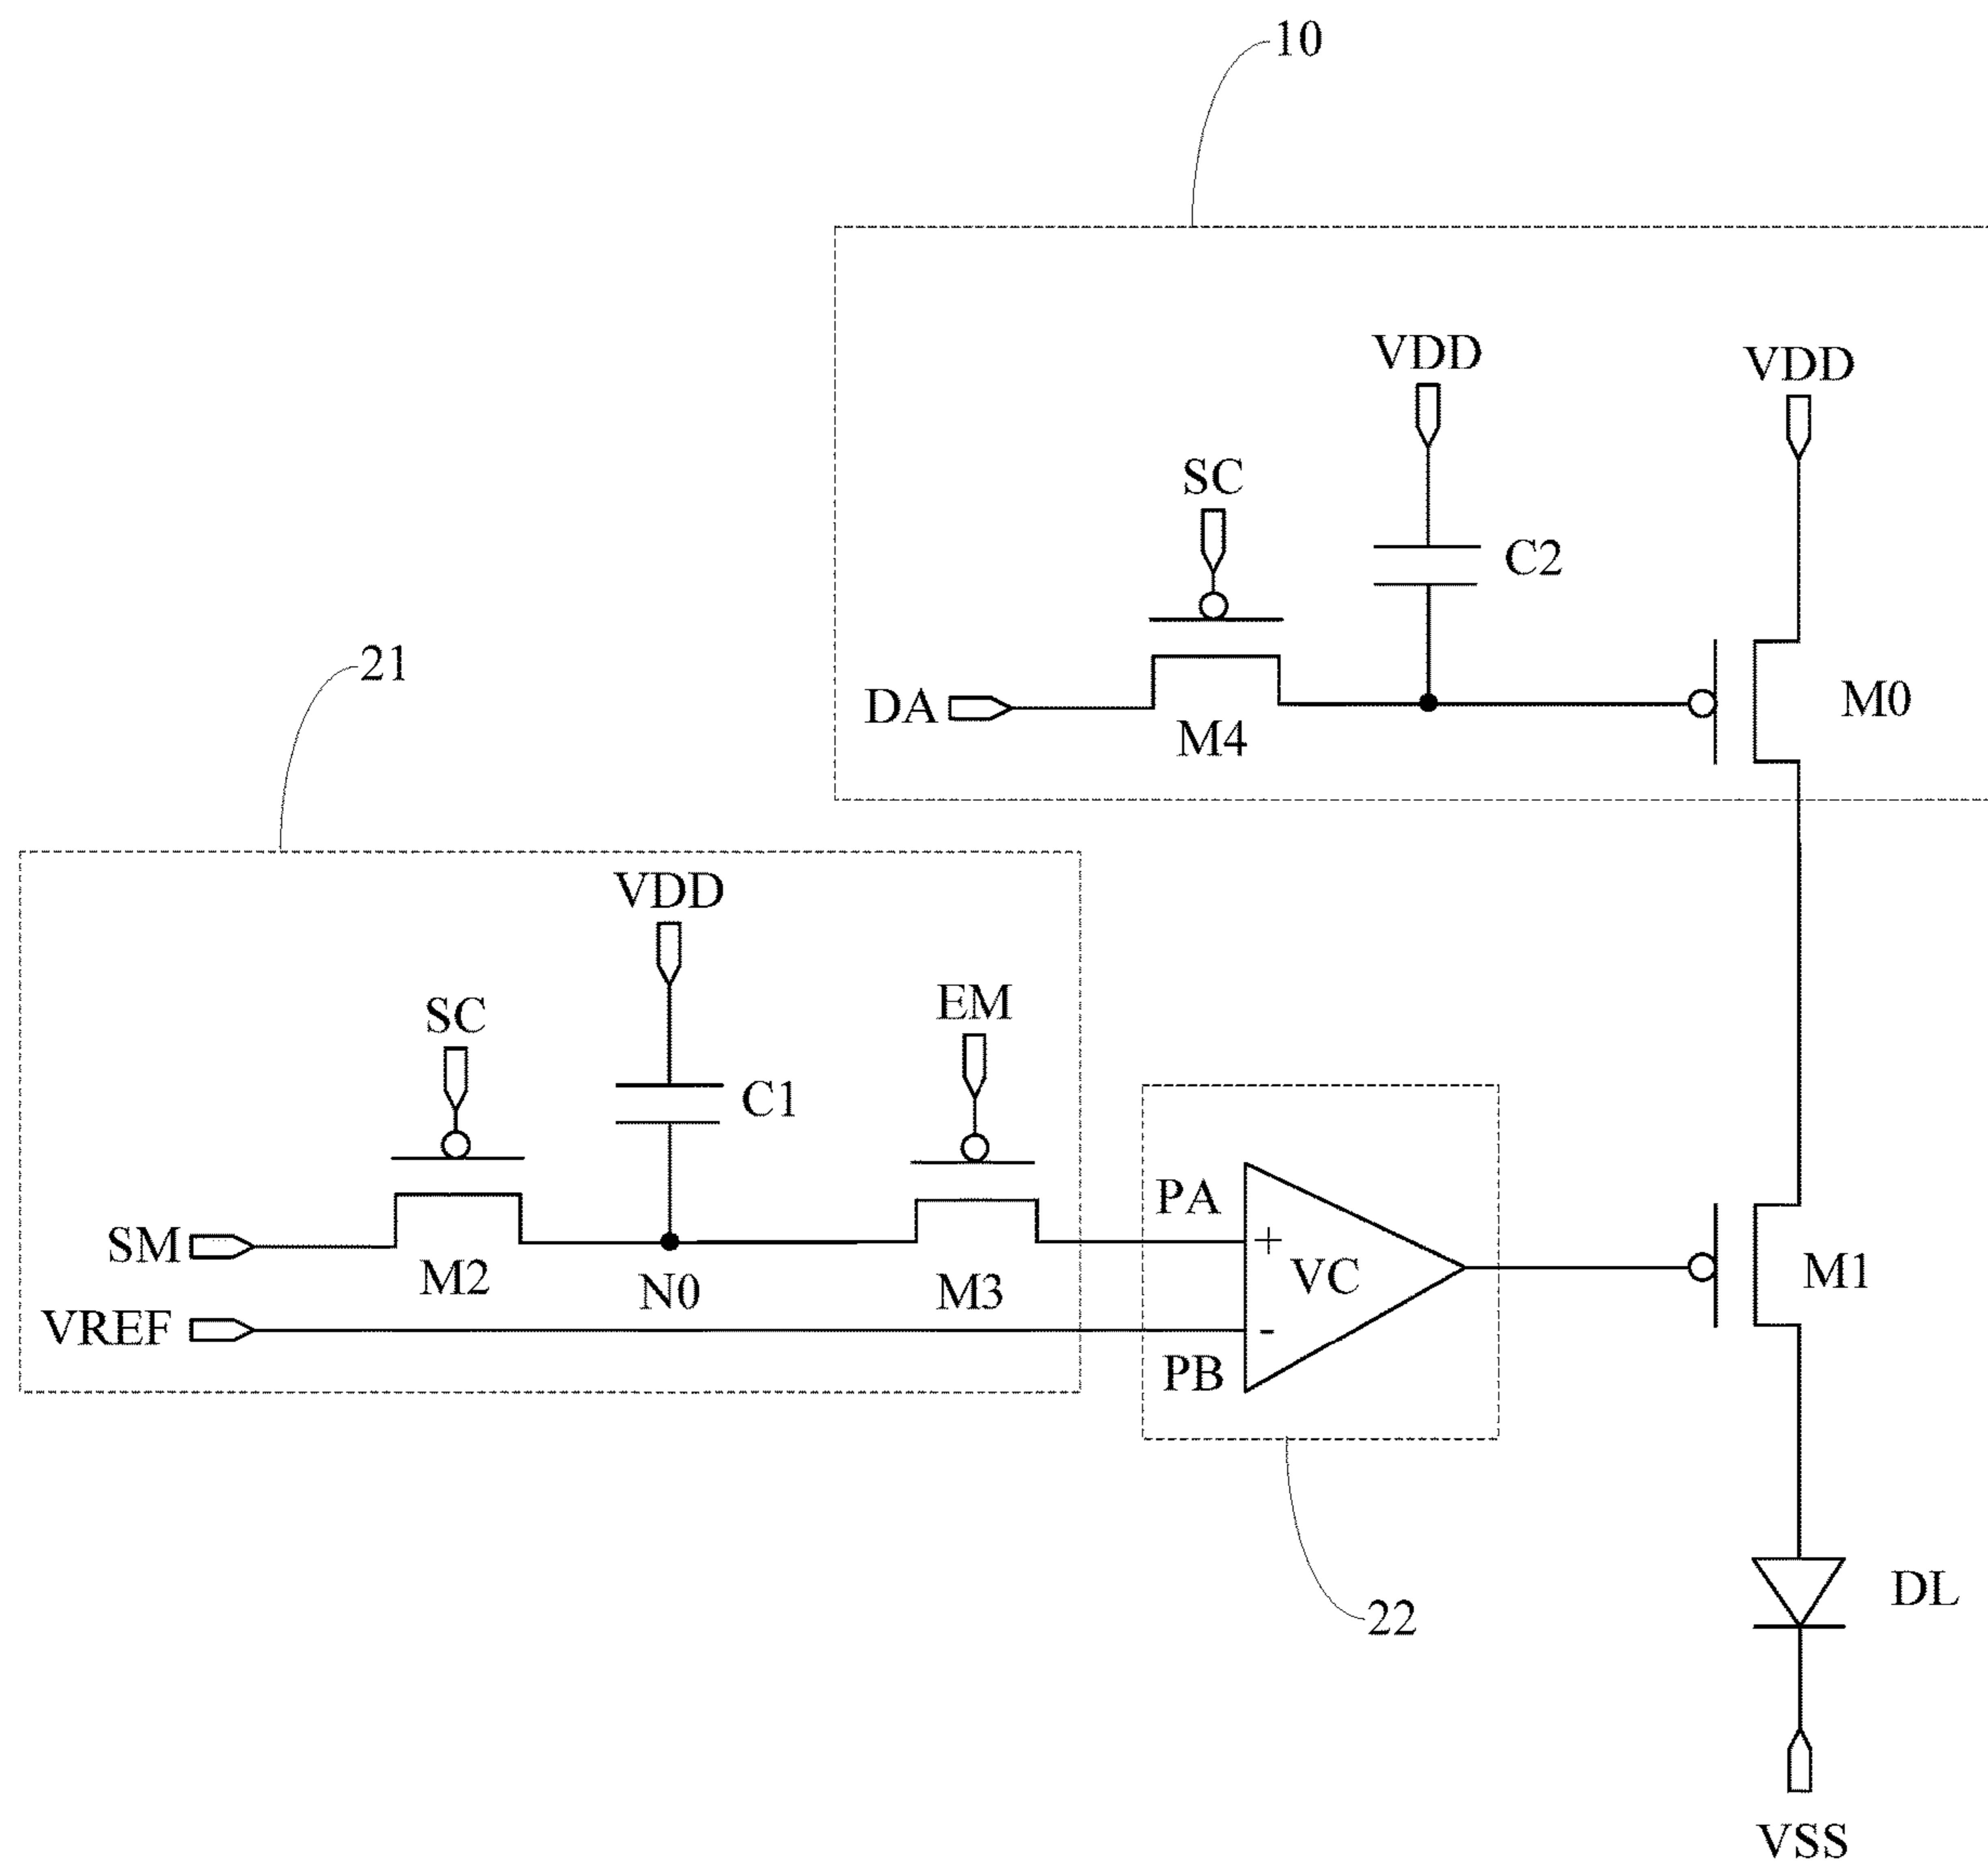 10
VDD
VDD
SC
C2
DA
M4
M0
21
VDD
SC
EM
C1
PA
SM
M2
N0
M3
+
VC
M1
VREF
-
PB
DL
22
VSS